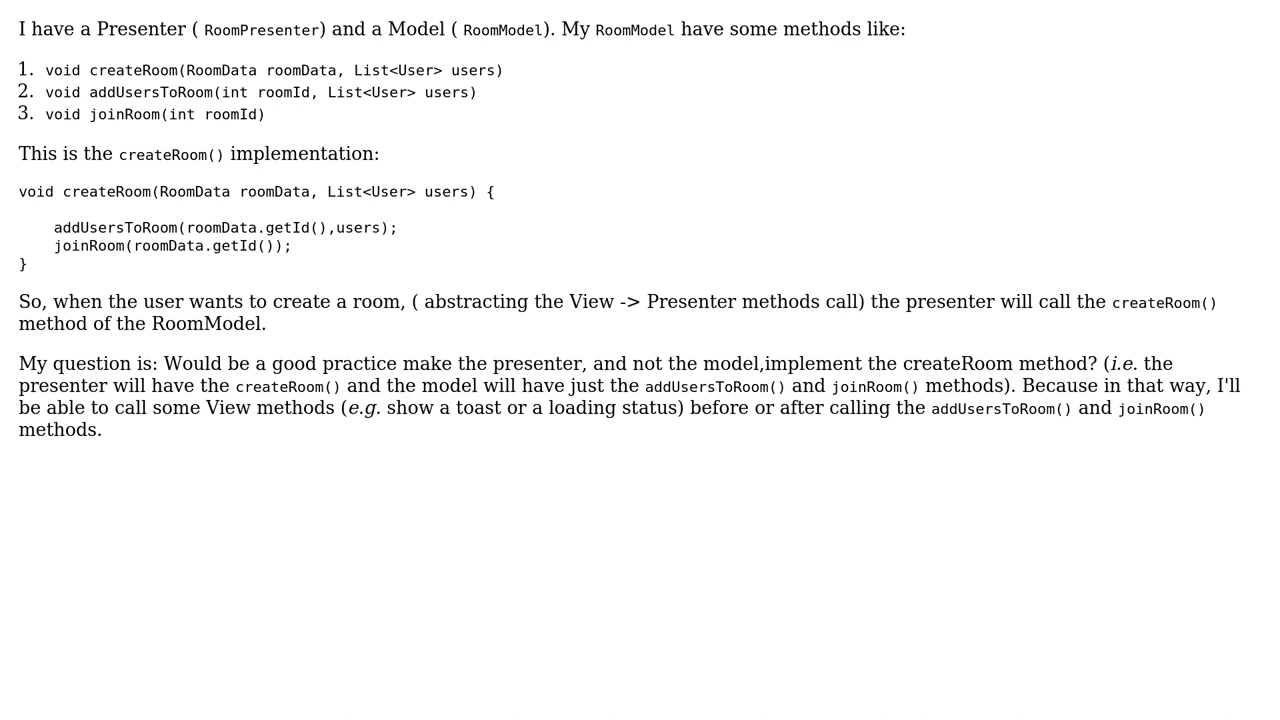 I have a Presenter ( RoomPresenter) and a Model ( RoomModel). My RoomModel have some methods like:
1. void createRoom(RoomData roomData, List<User> users)
2. void addUsersToRoom(int roomId, List<User> users)
3. void joinRoom(int roomId)
This is the createRoom() implementation:
void createRoom(RoomData roomData, List<User> users) {
    addUsersToRoom(roomData.getId(),users);
    joinRoom(roomData.getId());
}
So, when the user wants to create a room, ( abstracting the View -> Presenter methods call) the presenter will call the createRoom()
method of the RoomModel.
My question is: Would be a good practice make the presenter, and not the model,implement the createRoom method? (i.e. the
presenter will have the createRoom() and the model will have just the addUsersToRoom() and joinRoom() methods). Because in that way, I'll
be able to call some View methods (e.g. show a toast or a loading status) before or after calling the addUsersToRoom() and joinRoom()
methods.